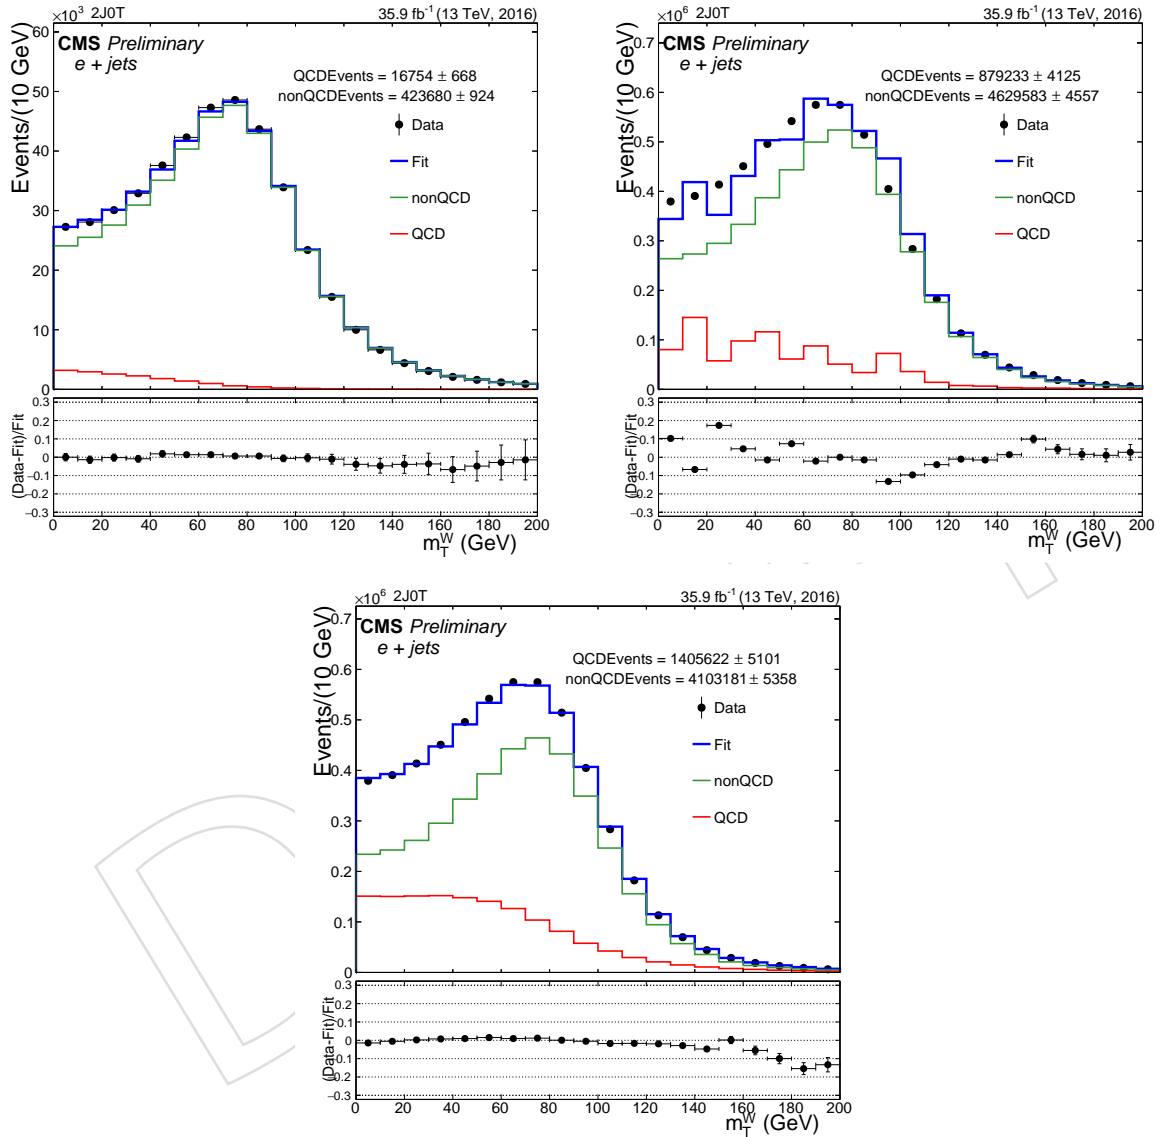 ×10³ 2J0T 35.9 fb⁻¹ (13 TeV, 2016)
CMS Preliminary
e + jets
QCDEvents = 16754 ± 668
nonQCDEvents = 423680 ± 924
Data
Fit
nonQCD
QCD
Events/(10 GeV)
60
50
40
30
20
10
0
(Data-Fit)/Fit
0.3
0.2
0.1
0
−0.1
−0.2
−0.3
0 20 40 60 80 100 120 140 160 180 200
m_T^W (GeV)
×10⁶ 2J0T 35.9 fb⁻¹ (13 TeV, 2016)
CMS Preliminary
e + jets
QCDEvents = 879233 ± 4125
nonQCDEvents = 4629583 ± 4557
Data
Fit
nonQCD
QCD
Events/(10 GeV)
0.7
0.6
0.5
0.4
0.3
0.2
0.1
0
(Data-Fit)/Fit
0.3
0.2
0.1
0
−0.1
−0.2
−0.3
0 20 40 60 80 100 120 140 160 180 200
m_T^W (GeV)
×10⁶ 2J0T 35.9 fb⁻¹ (13 TeV, 2016)
CMS Preliminary
e + jets
QCDEvents = 1405622 ± 5101
nonQCDEvents = 4103181 ± 5358
Data
Fit
nonQCD
QCD
Events/(10 GeV)
0.7
0.6
0.5
0.4
0.3
0.2
0.1
0
(Data-Fit)/Fit
0.3
0.2
0.1
0
−0.1
−0.2
−0.3
0 20 40 60 80 100 120 140 160 180 200
m_T^W (GeV)